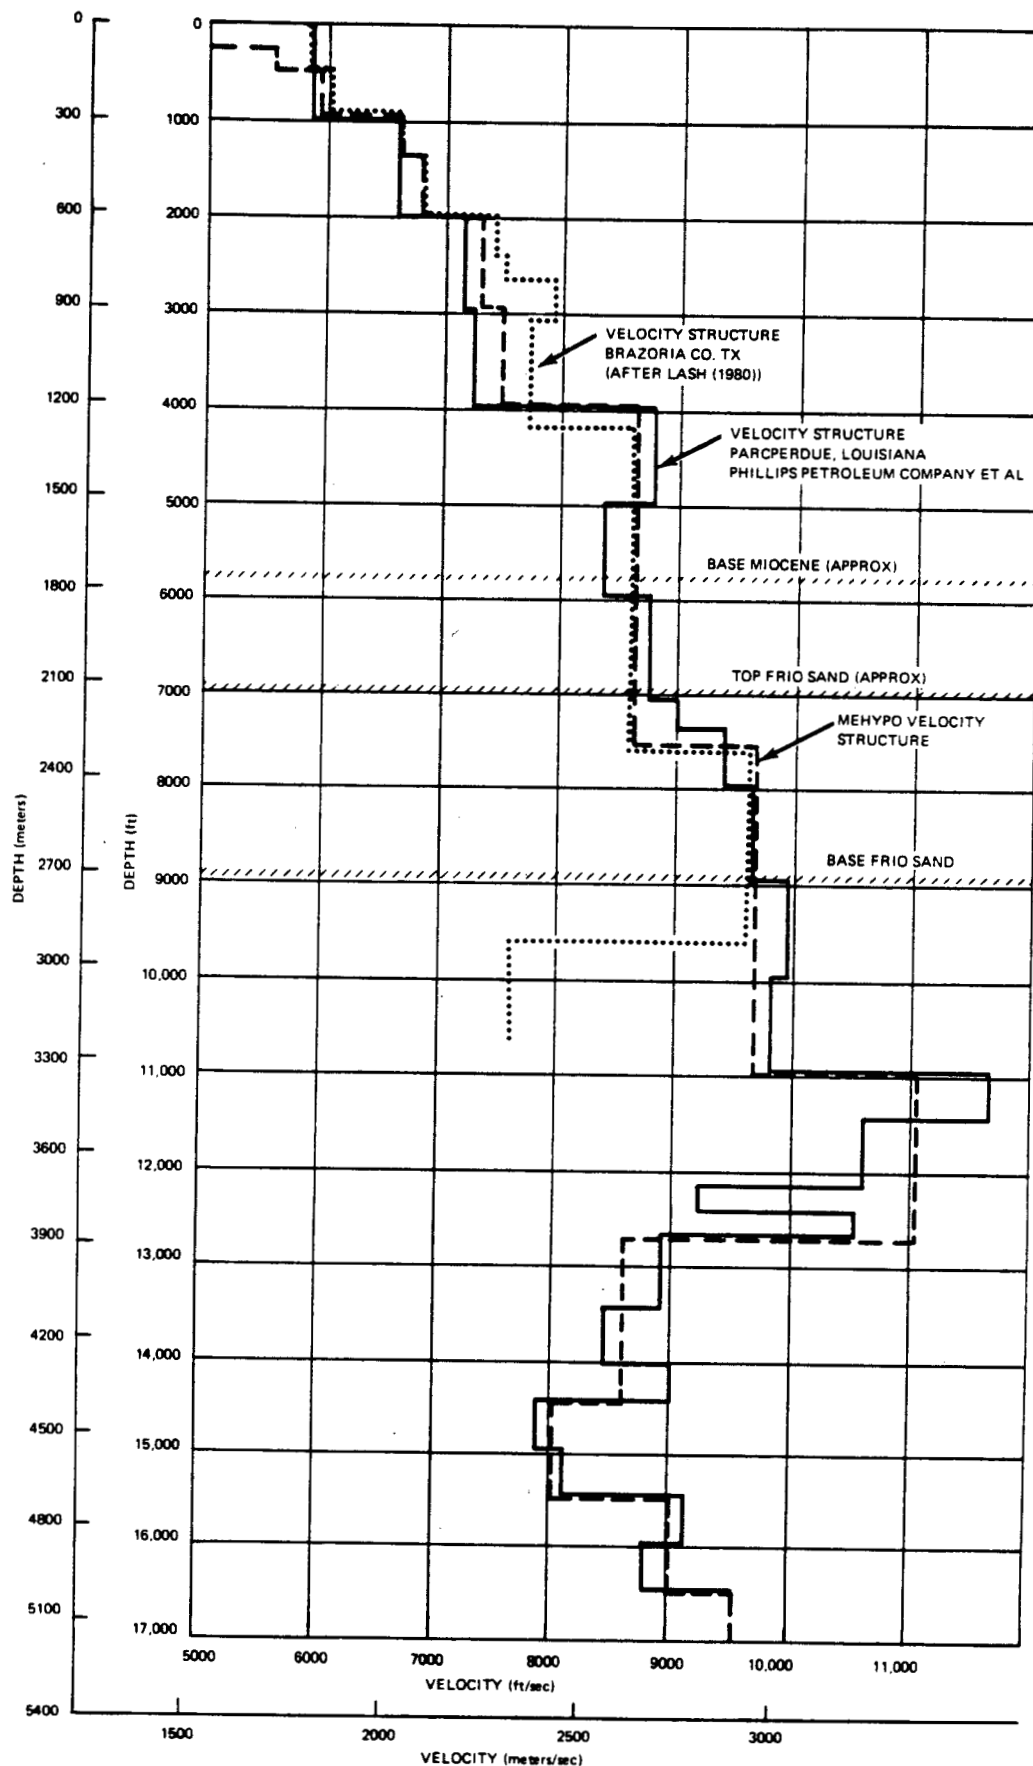 0
0
300
1000
600
2000
900
3000
VELOCITY STRUCTURE
BRAZORIA CO. TX
(AFTER LASH (1980))
1200
4000
VELOCITY STRUCTURE
PARCPERDUE, LOUISIANA
PHILLIPS PETROLEUM COMPANY ET AL
1500
5000
BASE MIOCENE (APPROX)
1800
6000
2100
7000
TOP FRIO SAND (APPROX)
MEHYPO VELOCITY
STRUCTURE
2400
8000
DEPTH (meters)
DEPTH (ft)
2700
9000
BASE FRIO SAND
3000
10,000
3300
11,000
3600
12,000
3900
13,000
4200
14,000
4500
15,000
4800
16,000
5100
17,000
5000 6000 7000 8000 9000 10,000 11,000
VELOCITY (ft/sec)
5400
1500 2000 2500 3000
VELOCITY (meters/sec)